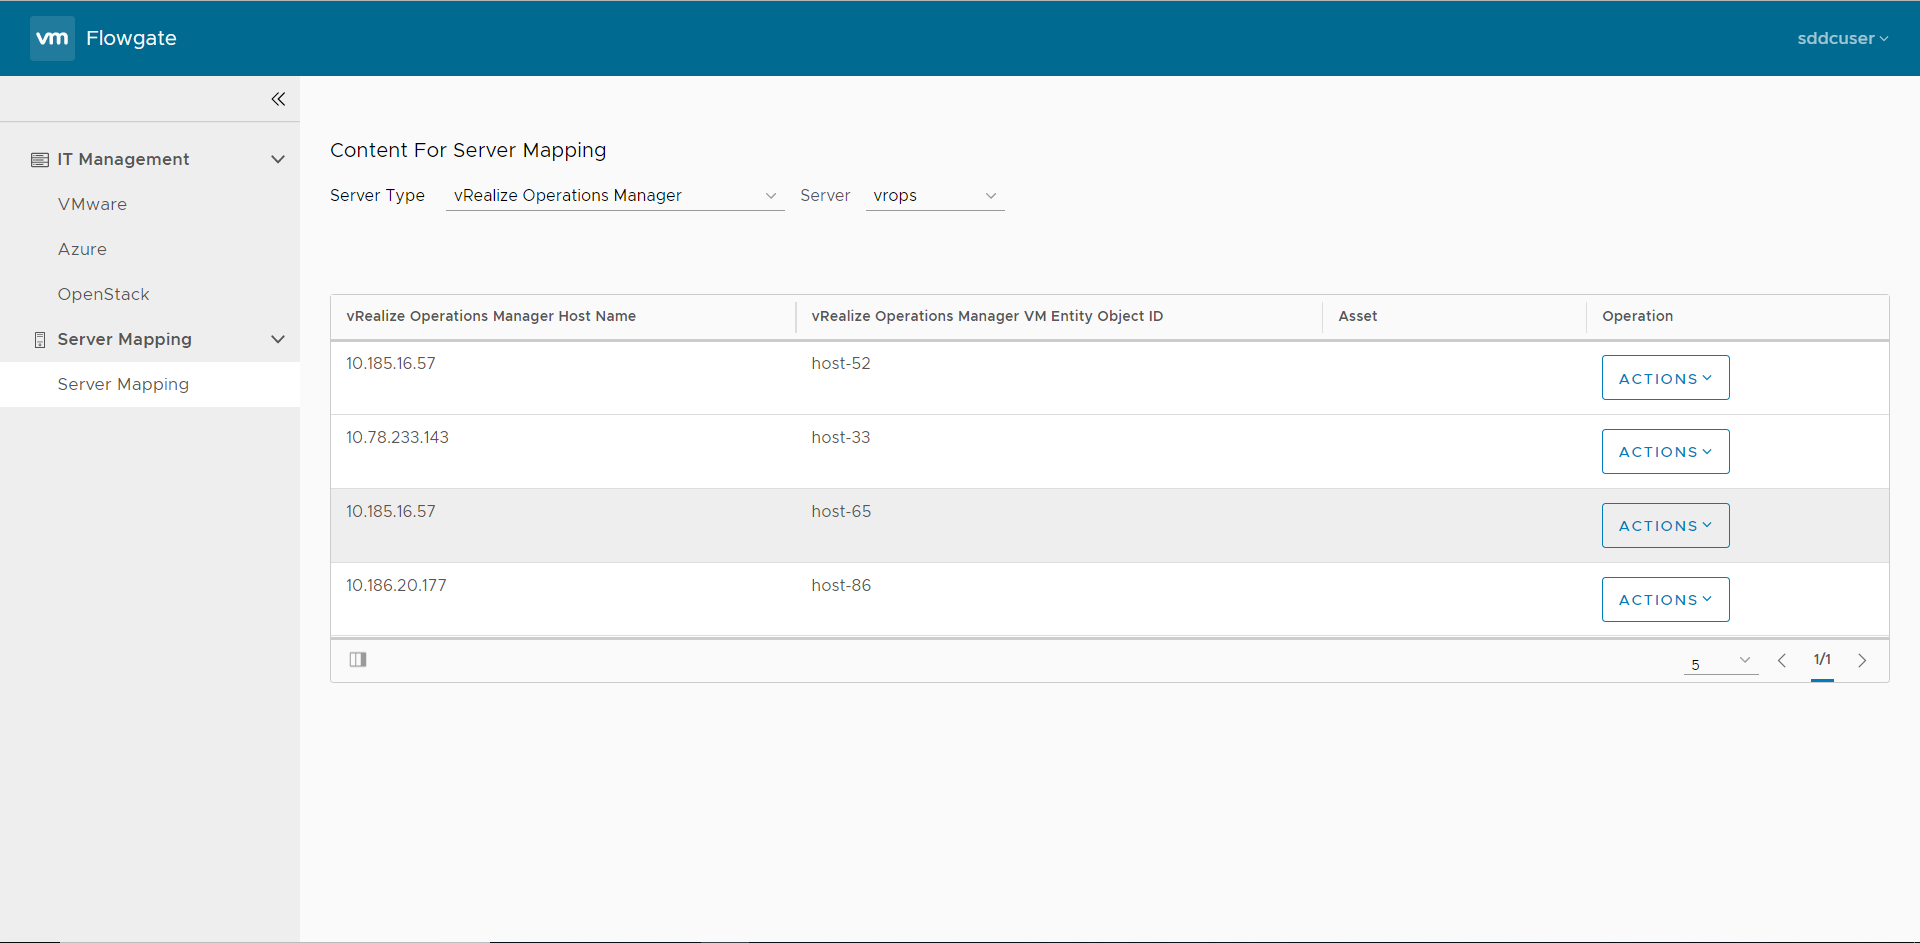 vm Flowgate sddcuser
IT Management
VMware
Azure
OpenStack
Server Mapping
Server Mapping
Content For Server Mapping
Server Type vRealize Operations Manager Server vrops
vRealize Operations Manager Host Name vRealize Operations Manager VM Entity Object ID Asset Operation
10.185.16.57 host-52 ACTIONS
10.78.233.143 host-33 ACTIONS
10.185.16.57 host-65 ACTIONS
10.186.20.177 host-86 ACTIONS
5 1/1